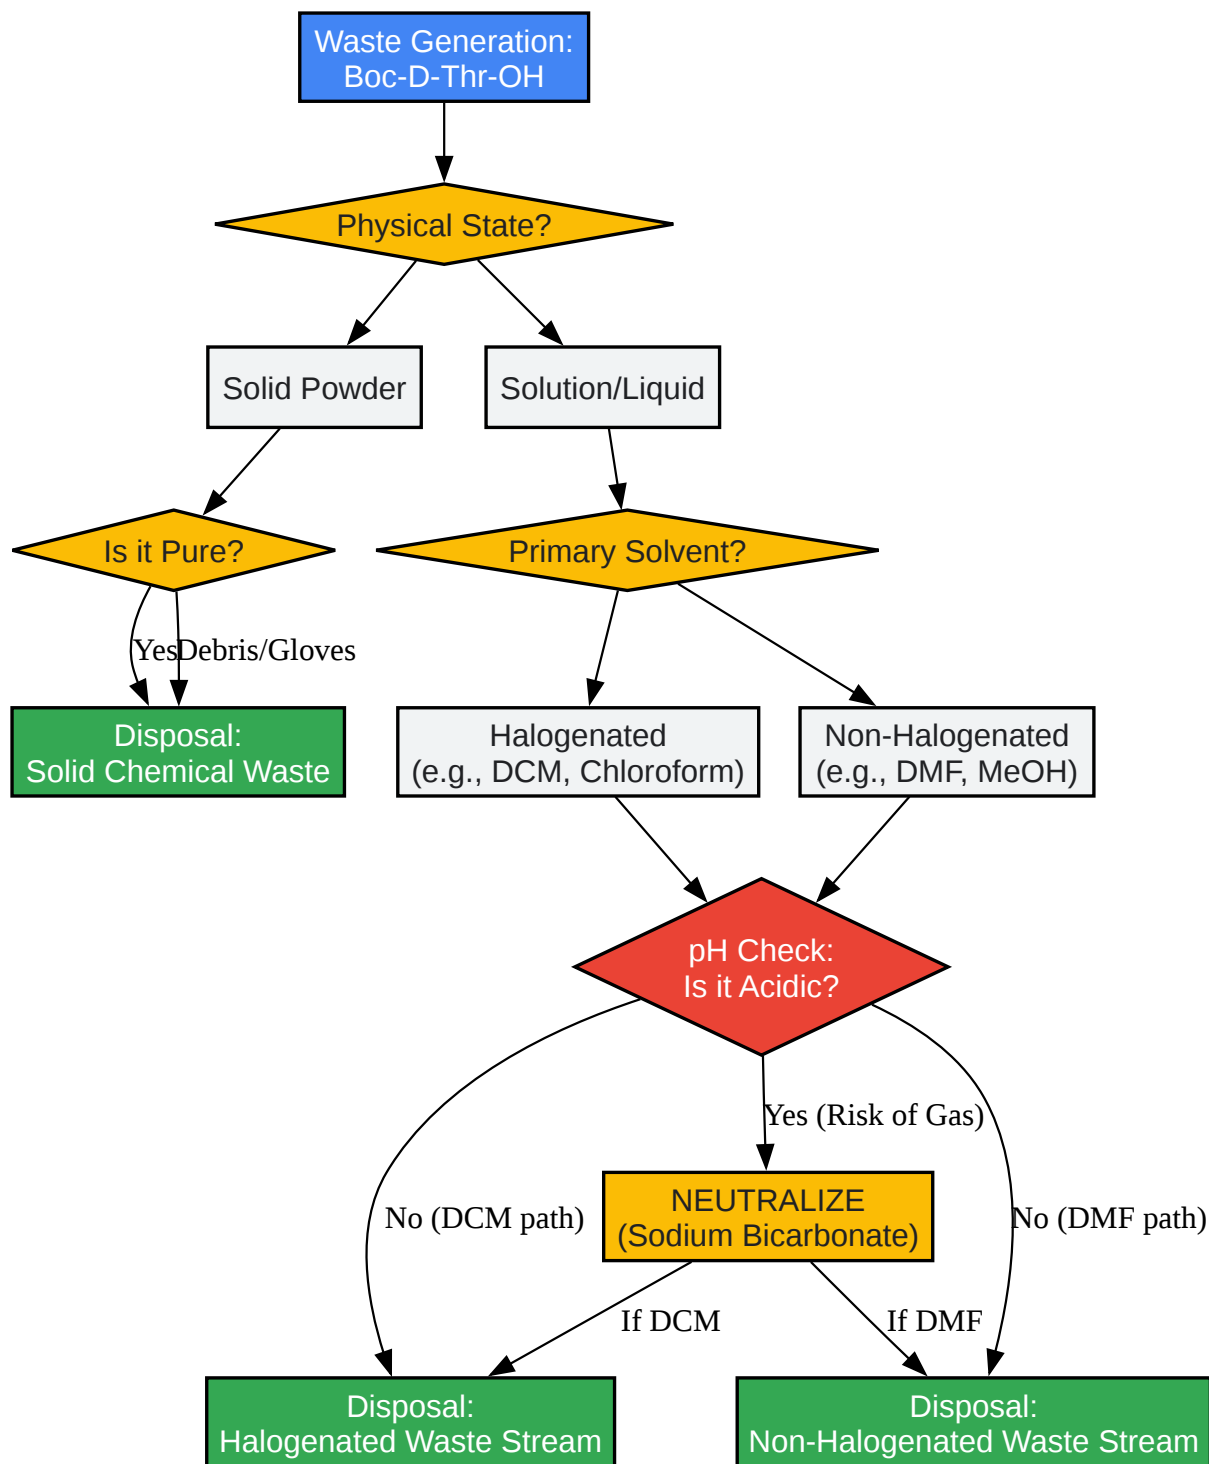 Waste Generation:
Boc-D-Thr-OH
Physical State?
Solid Powder
Solution/Liquid
Is it Pure?
Primary Solvent?
Yes
Debris/Gloves
Disposal:
Solid Chemical Waste
Halogenated
(e.g., DCM, Chloroform)
Non-Halogenated
(e.g., DMF, MeOH)
pH Check:
Is it Acidic?
Yes (Risk of Gas)
No (DCM path)
NEUTRALIZE
(Sodium Bicarbonate)
No (DMF path)
If DCM
If DMF
Disposal:
Halogenated Waste Stream
Disposal:
Non-Halogenated Waste Stream